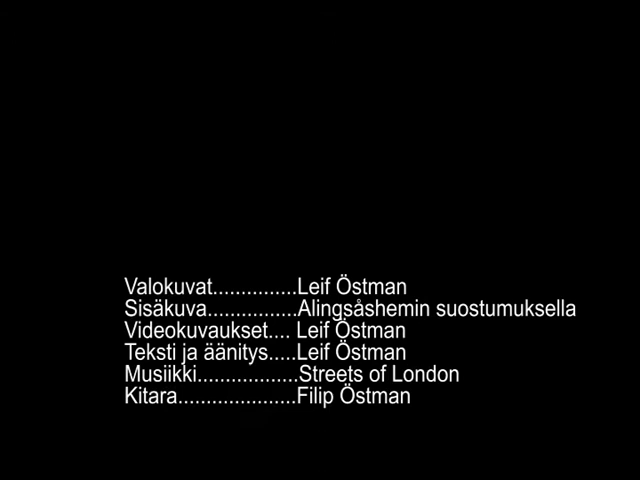 Valokuvat...............Leif Östman
Sisäkuva................Alingsåshemin suostumuksella
Videokuvaukset.... Leif Östman
Teksti ja äänitys.....Leif Östman
Musiikki..................Streets of London
Kitara.....................Filip Östman